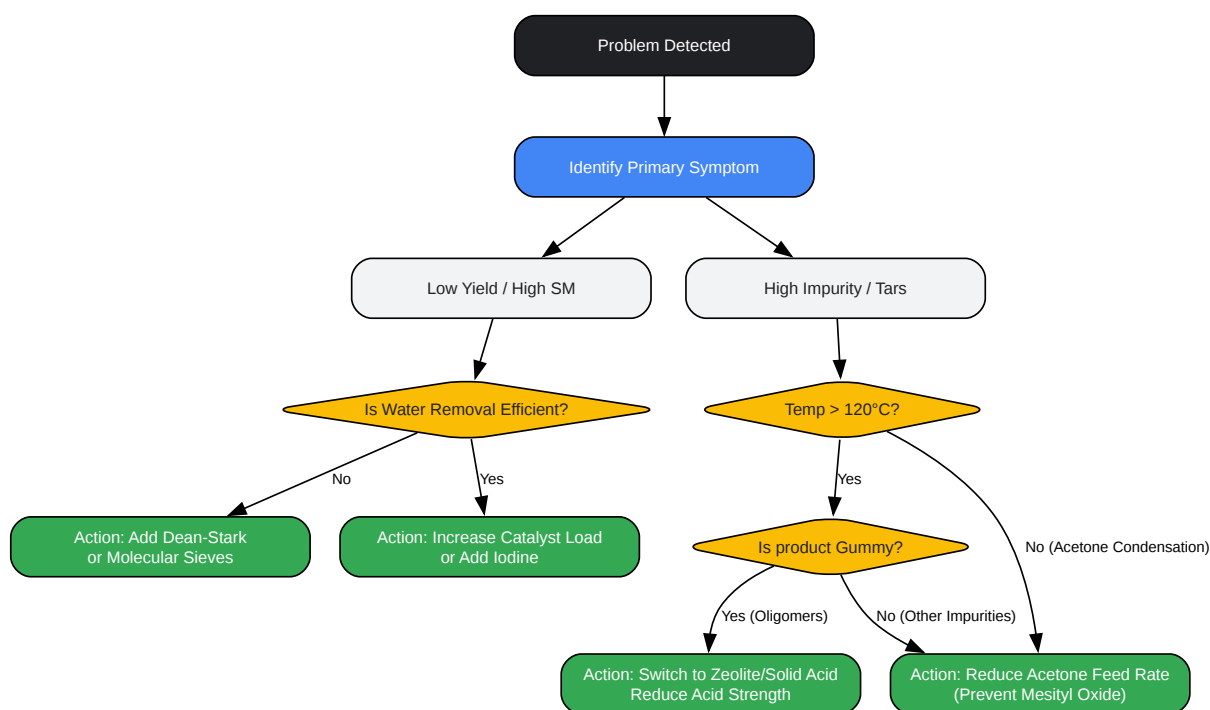 Problem Detected
Identify Primary Symptom
Low Yield / High SM
High Impurity / Tars
Is Water Removal Efficient?
Temp > 120°C?
No
Yes
Yes
Action: Add Dean-Stark
or Molecular Sieves
Action: Increase Catalyst Load
or Add Iodine
Is product Gummy?
No (Acetone Condensation)
Yes (Oligomers)
No (Other Impurities)
Action: Switch to Zeolite/Solid Acid
Reduce Acid Strength
Action: Reduce Acetone Feed Rate
(Prevent Mesityl Oxide)